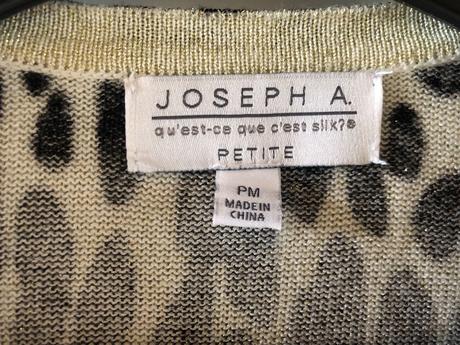 JOSEPH A.
qu'est-ce que c'est silk?s
PETITE
PM
MADE IN
CHINA